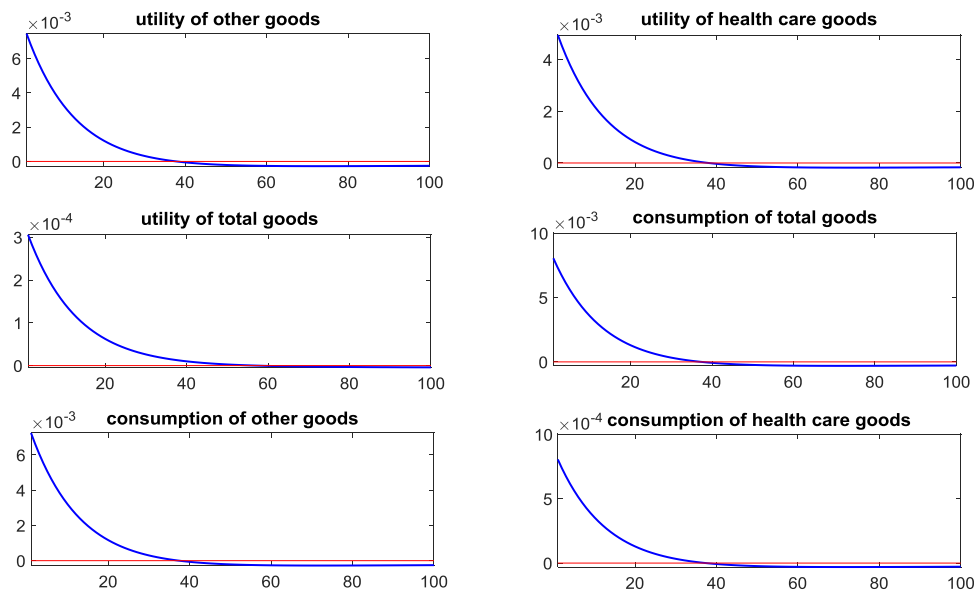 ×10-3
utility of other goods
6
4
2
0
20 40 60 80 100
×10-3
utility of health care goods
4
2
0
20 40 60 80 100
×10-4
utility of total goods
3
2
1
0
20 40 60 80 100
×10-3
consumption of total goods
10
5
0
20 40 60 80 100
×10-3
consumption of other goods
6
4
2
0
20 40 60 80 100
×10-4
consumption of health care goods
10
5
0
20 40 60 80 100